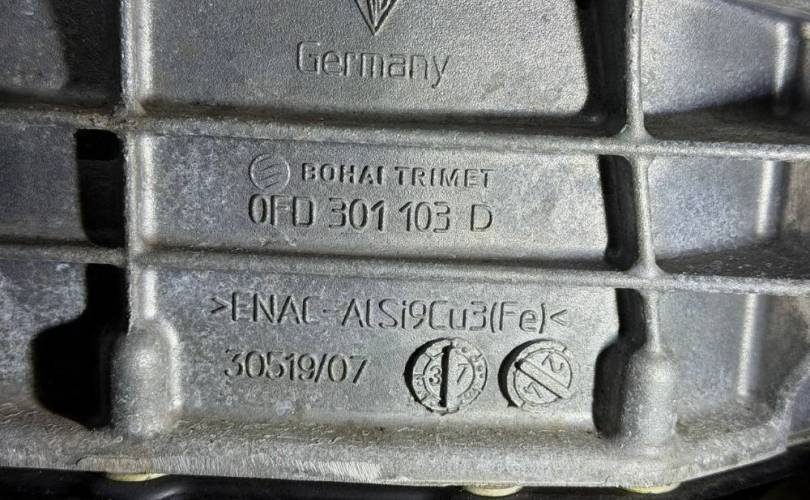 Germany
BOHAI TRIMET
0FD 301 103 D
>ENAC-AlSi9Cu3(Fe)<
30519/07